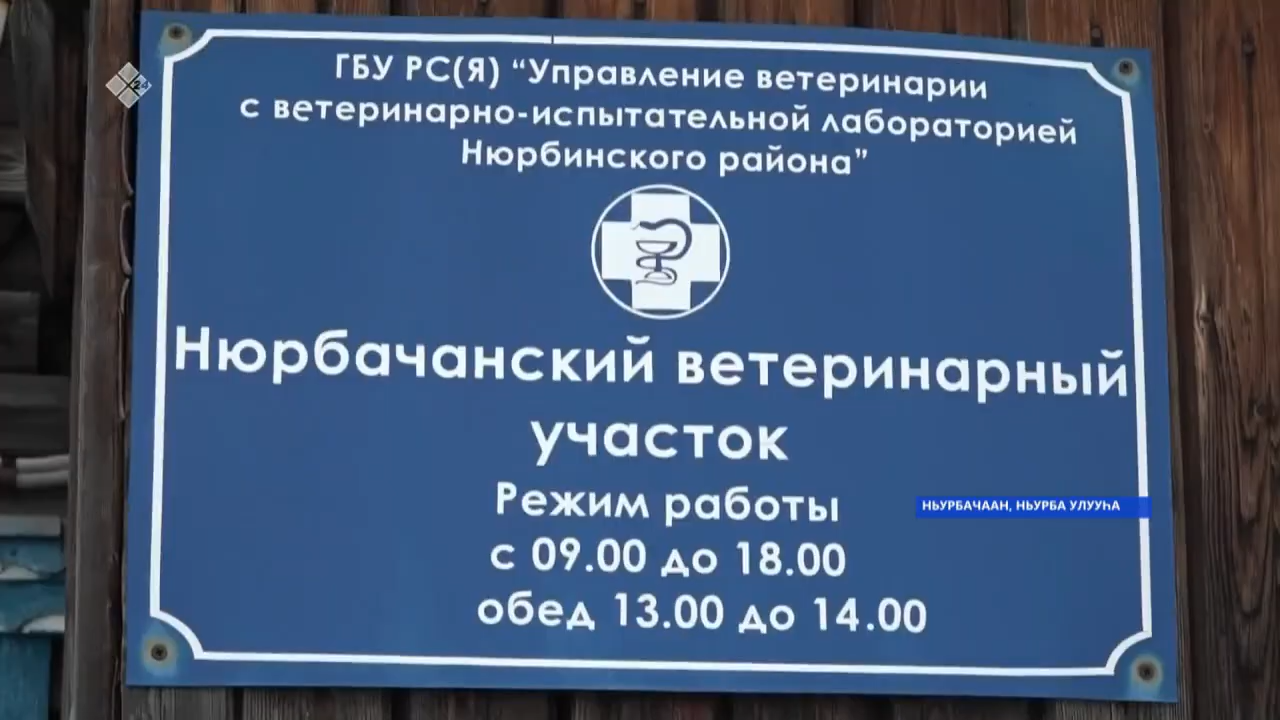 ГБУ РС(Я) “Управление ветеринарии
с ветеринарно-испытательной лабораторией
Нюрбинского района”
Нюрбачанский ветеринарный
участок
Режим работы
с 09.00 до 18.00
обед 13.00 до 14.00
НЬУРБАЧААН, НЬУРБА УЛУУҺА